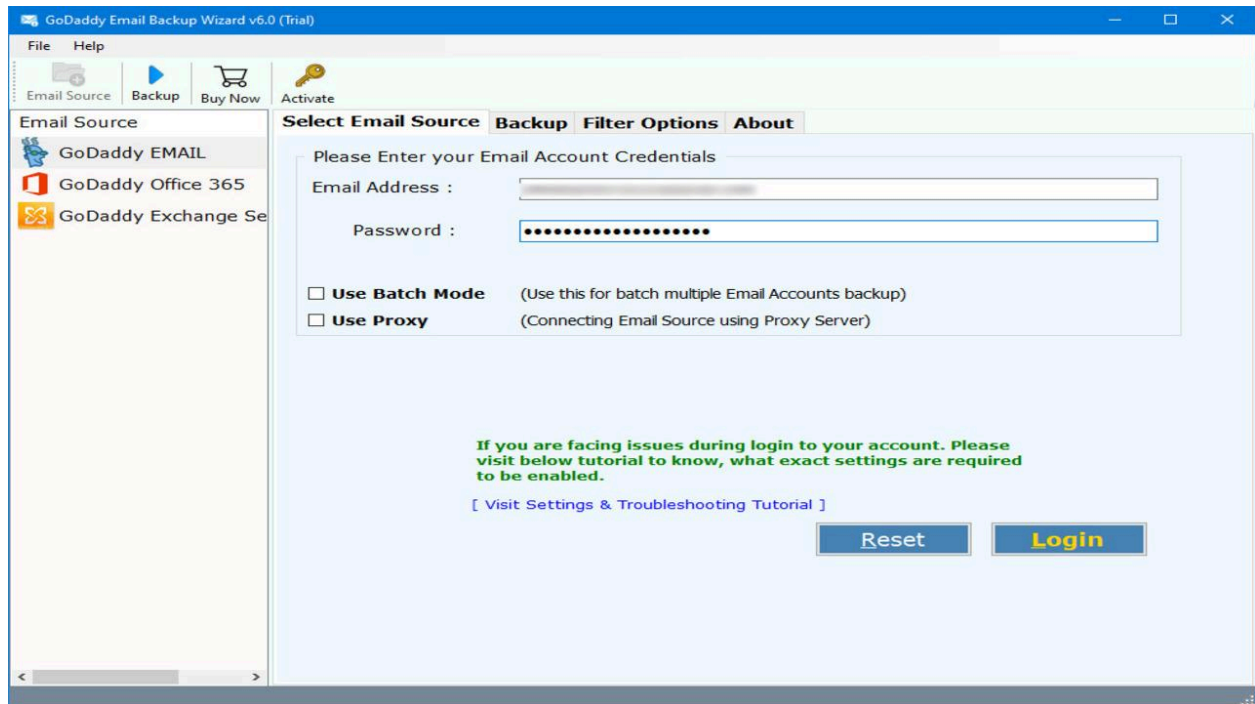 GoDaddy Email Backup Wizard v6.0 (Trial)
File Help
Email Source Backup Buy Now Activate
Email Source
GoDaddy EMAIL
GoDaddy Office 365
GoDaddy Exchange Se
Select Email Source Backup Filter Options About
Please Enter your Email Account Credentials
Email Address :
Password :
Use Batch Mode (Use this for batch multiple Email Accounts backup)
Use Proxy (Connecting Email Source using Proxy Server)
If you are facing issues during login to your account. Please
visit below tutorial to know, what exact settings are required
to be enabled.
[ Visit Settings & Troubleshooting Tutorial ]
Reset Login